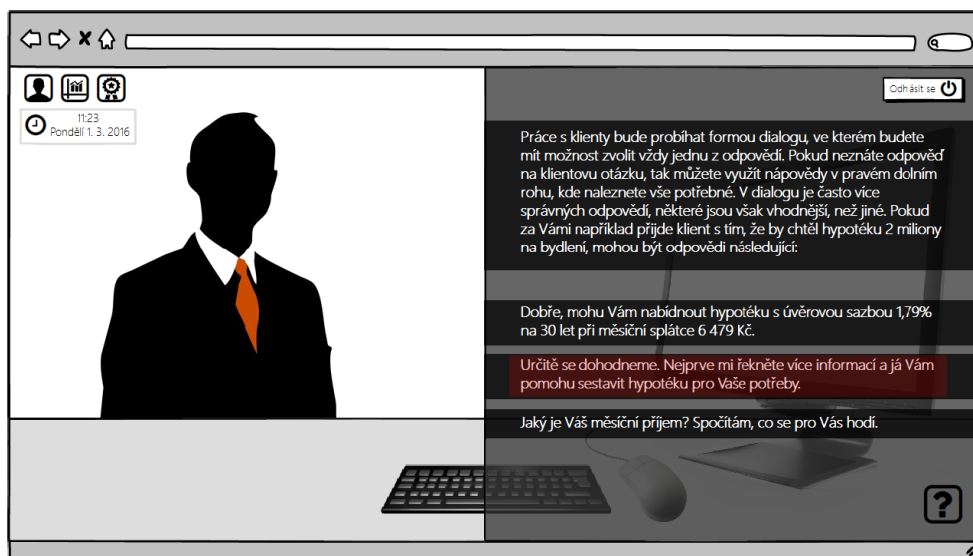 Odhásit se
11:23
Pondělí 1. 3. 2016
Práce s klienty bude probíhat formou dialogu, ve kterém budete
mít možnost zvolit vždy jednu z odpovědí. Pokud neznáte odpověď
na klientovu otázku, tak můžete využít nápovědy v pravém dolním
rohu, kde naleznete vše potřebné. V dialogu je často více
správných odpovědí, některé jsou však vhodnější, než jiné. Pokud
za Vámi například přijde klient s tím, že by chtěl hypotéku 2 miliony
na bydlení, mohou být odpovědi následující:
Dobře, mohu Vám nabídnout hypotéku s úvěrovou sazbou 1,79%
na 30 let při měsíční splátce 6 479 Kč.
Určitě se dohodneme. Nejprve mi řekněte více informací a já Vám
pomohu sestavit hypotéku pro Vaše potřeby.
Jaký je Váš měsíční příjem? Spočítám, co se pro Vás hodí.
?